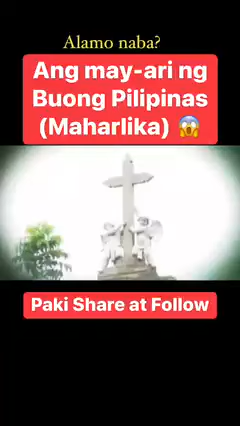 Alamo naba?
Ang may-ari ng
Buong Pilipinas
(Maharlika) 😱
Paki Share at Follow